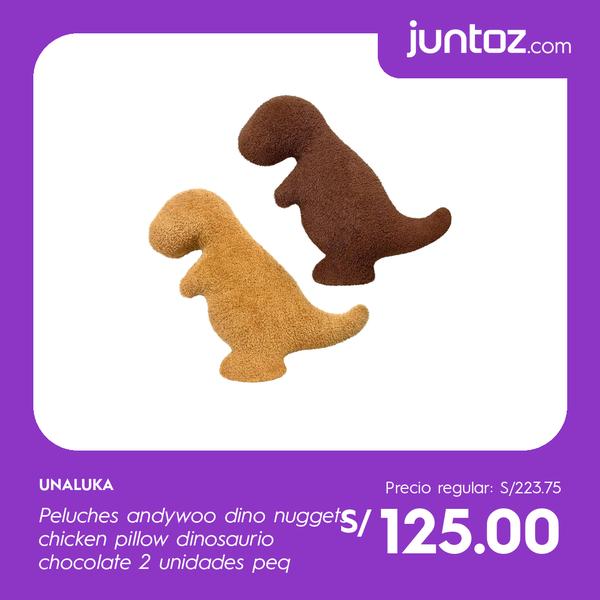 juntoz.com
UNALUKA
Peluches andywoo dino nuggets
chicken pillow dinosaurio
chocolate 2 unidades peq
Precio regular: S/223.75
S/125.00